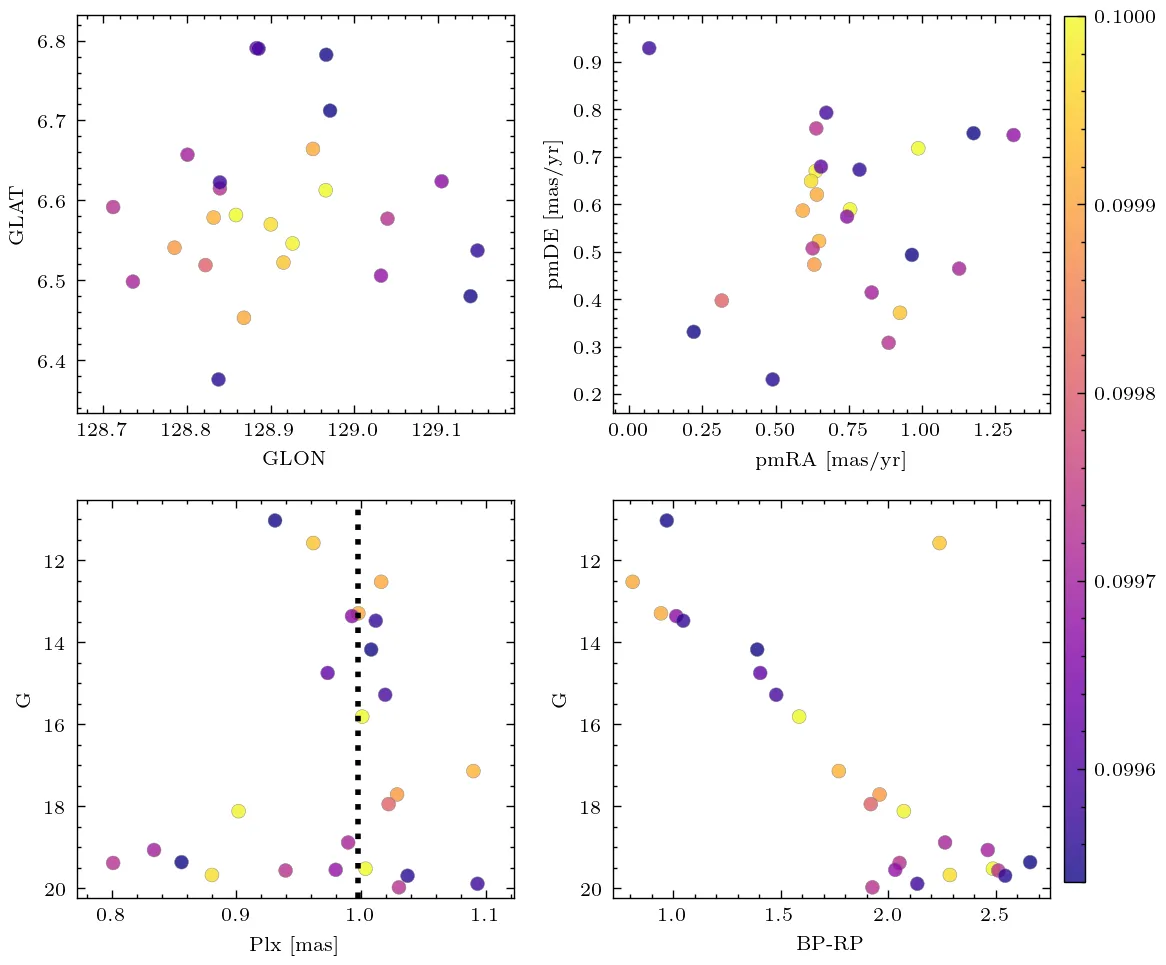 6.8
6.7
6.6
6.5
6.4
GLAT
128.7 128.8 128.9 129.0 129.1
GLON
0.9
0.8
0.7
0.6
0.5
0.4
0.3
0.2
pmDE [mas/yr]
0.00 0.25 0.50 0.75 1.00 1.25
pmRA [mas/yr]
0.1000
0.0999
0.0998
0.0997
0.0996
12
14
16
18
20
G
0.8 0.9 1.0 1.1
Plx [mas]
12
14
16
18
20
G
1.0 1.5 2.0 2.5
BP-RP